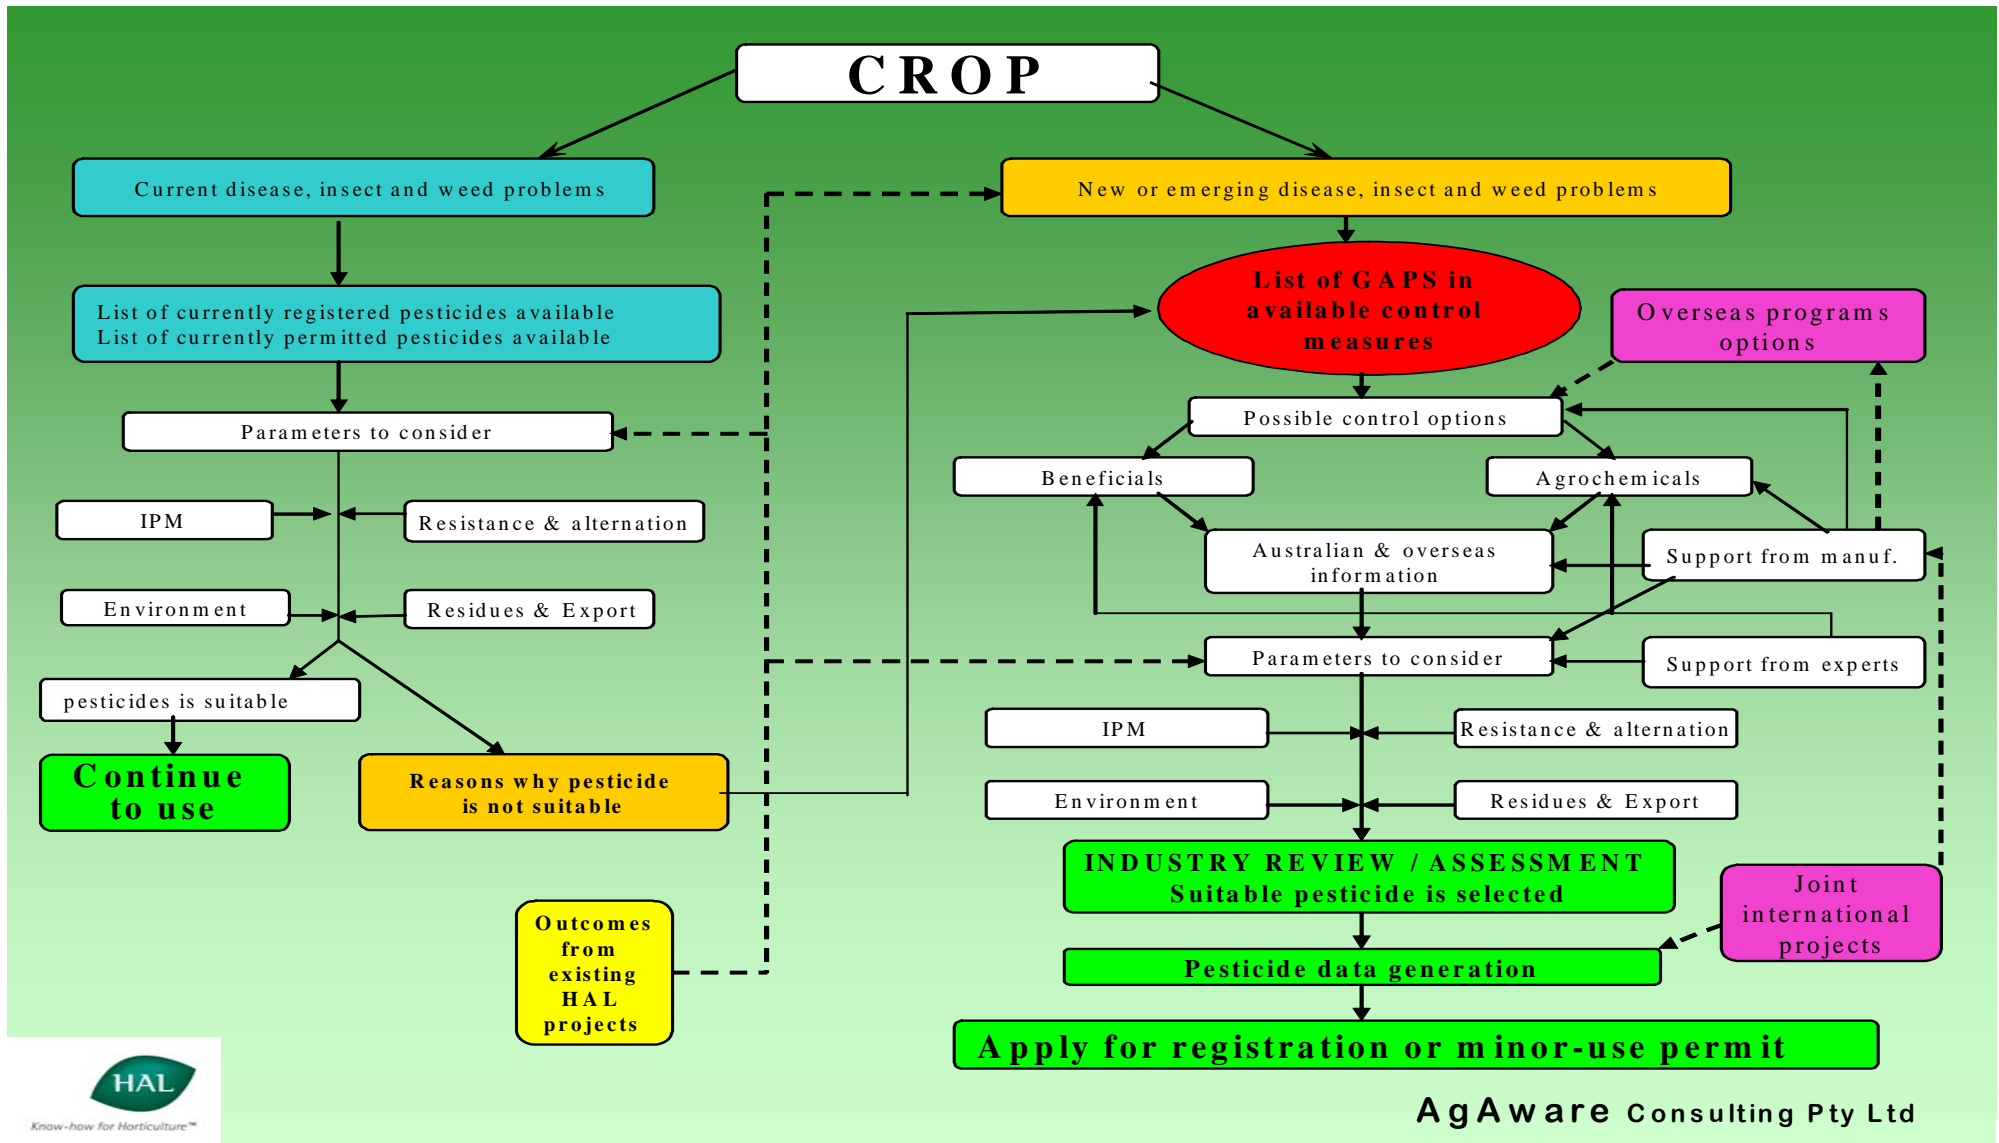 CROP
Current disease, insect and weed problems
New or emerging disease, insect and weed problems
List of currently registered pesticides available
List of currently permitted pesticides available
List of GAPS in
available control
measures
Overseas programs
options
Parameters to consider
Possible control options
Beneficials
Agrochemicals
IPM
Resistance & alternation
Australian & overseas
information
Support from manuf.
Environment
Residues & Export
Parameters to consider
Support from experts
pesticides is suitable
IPM
Resistance & alternation
Continue
to use
Reasons why pesticide
is not suitable
Environment
Residues & Export
INDUSTRY REVIEW / ASSESSMENT
Suitable pesticide is selected
Joint
international
projects
Outcomes
from
existing
HAL
projects
Pesticide data generation
Apply for registration or minor-use permit
HAL
Know-how for Horticulture™
AgAware Consulting Pty Ltd